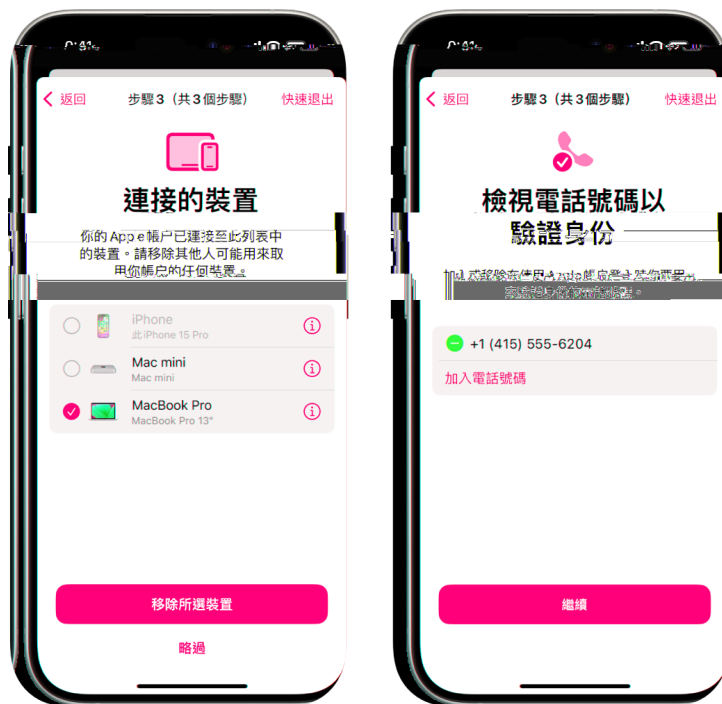 9:41
返回
步驟3（共3個步驟）
快速退出
連接的裝置
你的 Apple 帳戶已連接至此列表中
的裝置。請移除其他人可能用來取
用你帳戶的任何裝置。
iPhone
此iPhone 15 Pro
Mac mini
Mac mini
MacBook Pro
MacBook Pro 13"
移除所選裝置
略過
9:41
返回
步驟3（共3個步驟）
快速退出
檢視電話號碼以
驗證身份
+1 (415) 555-6204
加入電話號碼
繼續